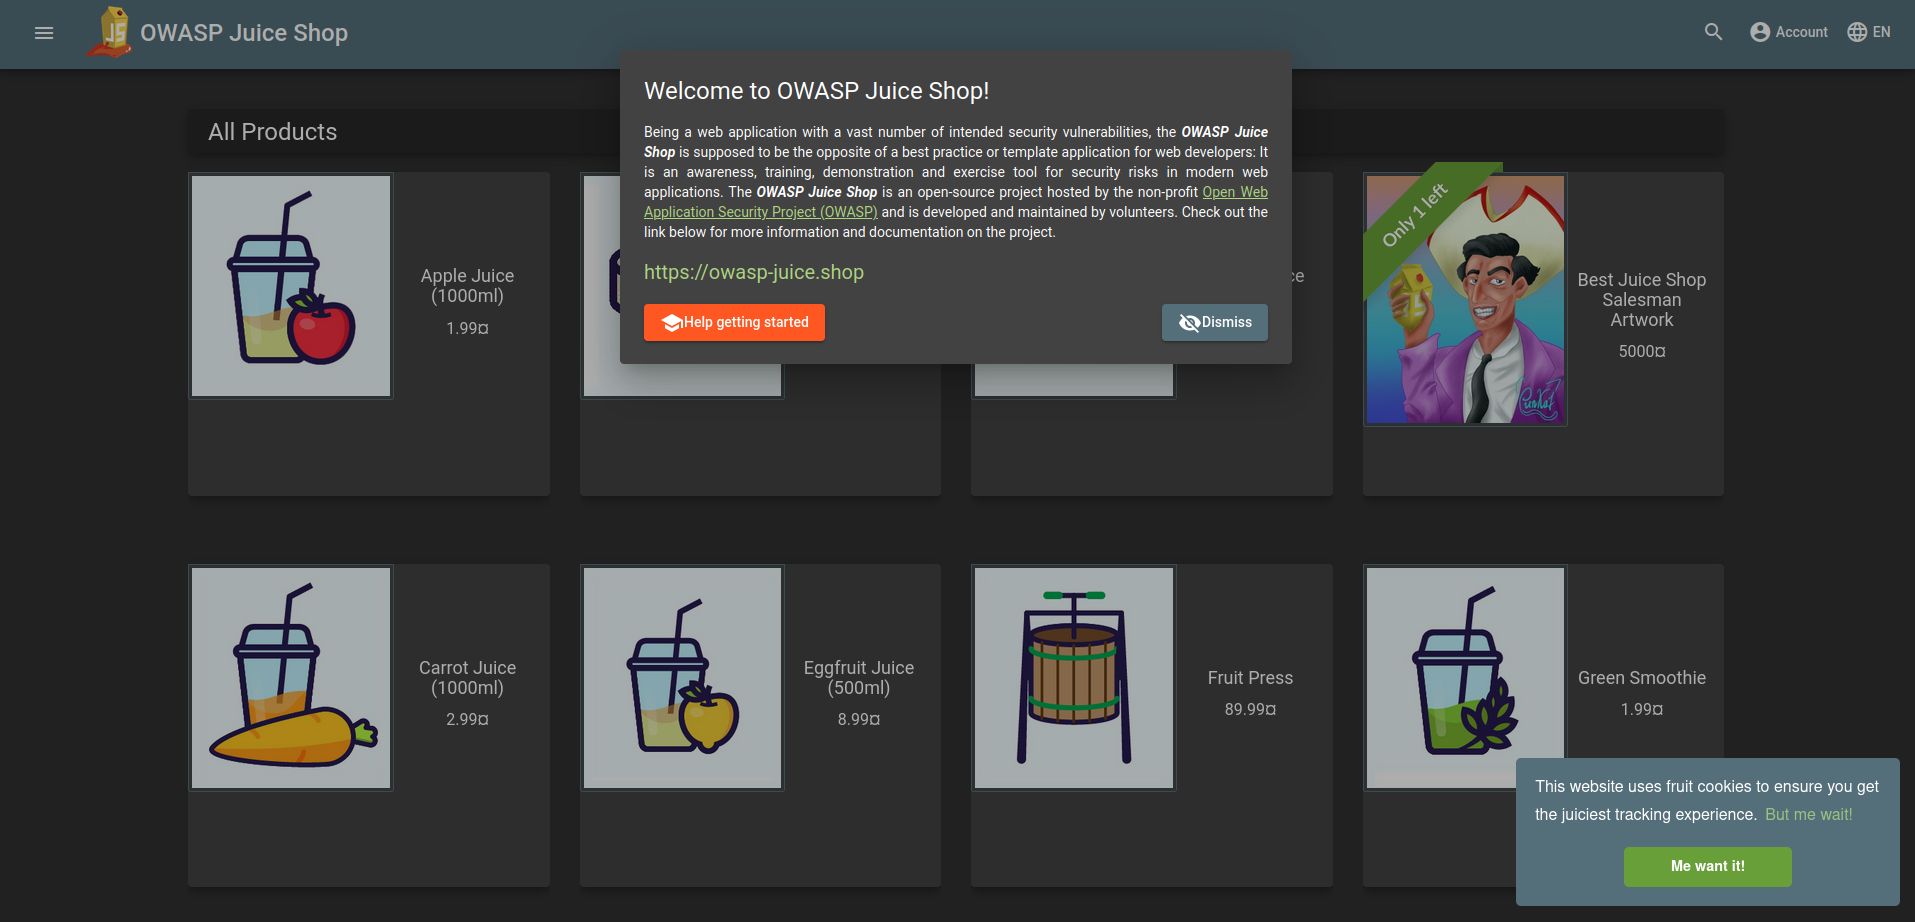 OWASP Juice Shop
Account
EN
Welcome to OWASP Juice Shop!
Being a web application with a vast number of intended security vulnerabilities, the OWASP Juice
Shop is supposed to be the opposite of a best practice or template application for web developers: It
is an awareness, training, demonstration and exercise tool for security risks in modern web
applications. The OWASP Juice Shop is an open-source project hosted by the non-profit Open Web
Application Security Project (OWASP) and is developed and maintained by volunteers. Check out the
link below for more information and documentation on the project.
https://owasp-juice.shop
Help getting started
Dismiss
All Products
Apple Juice
(1000ml)
1.99¤
Only 1 left
Best Juice Shop
Salesman
Artwork
5000¤
Carrot Juice
(1000ml)
2.99¤
Eggfruit Juice
(500ml)
8.99¤
Fruit Press
89.99¤
Green Smoothie
1.99¤
This website uses fruit cookies to ensure you get
the juiciest tracking experience. But me wait!
Me want it!